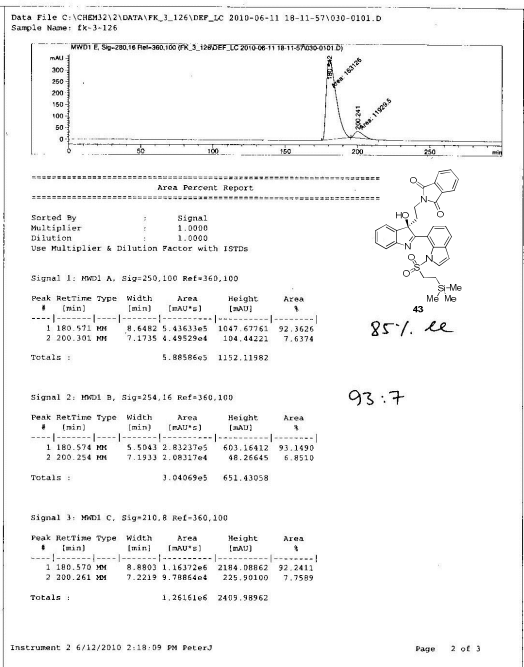 Data File C:\CHEM32\2\DATA\FK_3_126\DEF_LC 2010-06-11 18-11-57\030-0101.D
Sample Name: fk-3-126
MWD1 E, Sig=280,16 Ref=360,100 (FK_3_126\DEF_LC 2010-06-11 18-11-57\030-0101.D)
mAU
300
250
200
150
100
50
0
180.542
Area: 163126
200.241
Area: 11929.5
0 50 100 150 200 250 min
Area Percent Report
Sorted By : Signal
Multiplier : 1.0000
Dilution : 1.0000
Use Multiplier & Dilution Factor with ISTDs
O
N
O
HO
N
N
O
S
O
Si-Me
Me Me
43
85% ee
Signal 1: MWD1 A, Sig=250,100 Ref=360,100
Peak RetTime Type Width Area Height Area
# [min] [min] [mAU*s] [mAU] %
1 180.571 MM 8.6482 5.43633e5 1047.67761 92.3626
2 200.301 MM 7.1735 4.49529e4 104.44221 7.6374
Totals : 5.88586e5 1152.11982
93:7
Signal 2: MWD1 B, Sig=254,16 Ref=360,100
Peak RetTime Type Width Area Height Area
# [min] [min] [mAU*s] [mAU] %
1 180.574 MM 5.5043 2.83237e5 603.16412 93.1490
2 200.254 MM 7.1933 2.08317e4 48.26645 6.8510
Totals : 3.04069e5 651.43058
Signal 3: MWD1 C, Sig=210,8 Ref=360,100
Peak RetTime Type Width Area Height Area
# [min] [min] [mAU*s] [mAU] %
1 180.570 MM 8.8803 1.16372e6 2184.08862 92.2411
2 200.261 MM 7.2219 9.78864e4 225.90100 7.7589
Totals : 1.26161e6 2409.98962
Instrument 2 6/12/2010 2:18:09 PM PeterJ Page 2 of 3